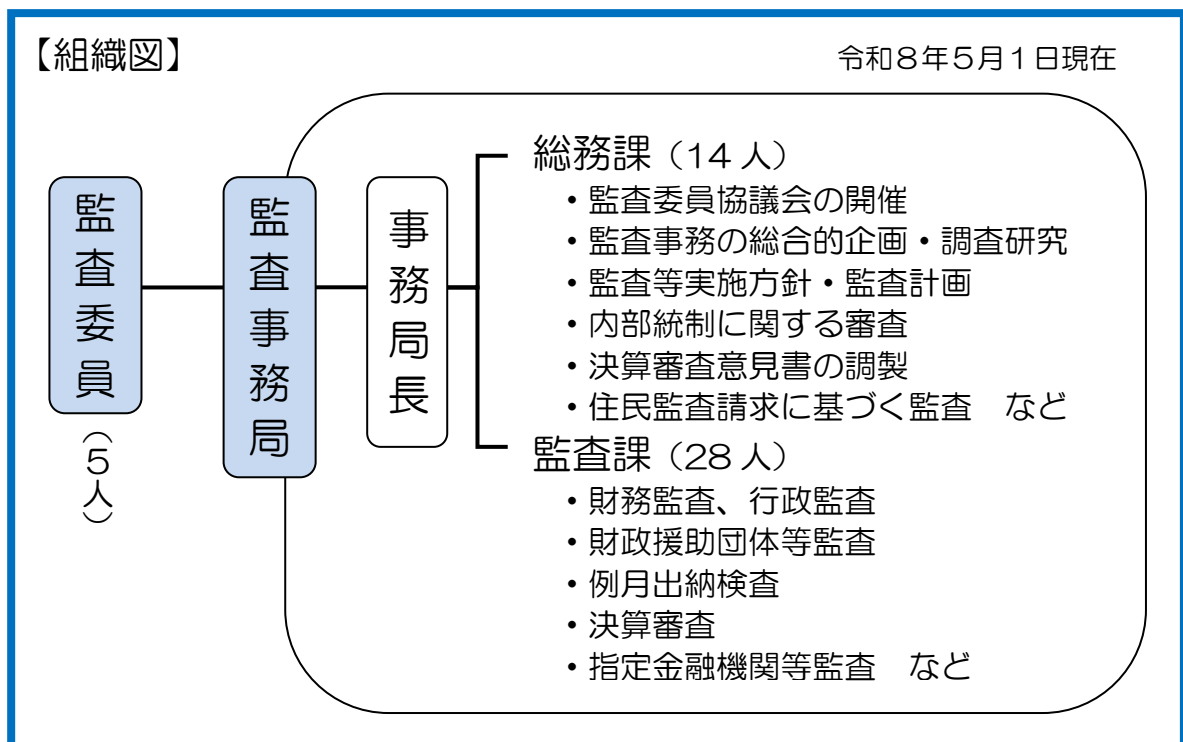 【組織図】
令和８年５月１日現在
監査委員
（５人）
監査事務局
事務局長
総務課（14 人）
・監査委員協議会の開催
・監査事務の総合的企画・調査研究
・監査等実施方針・監査計画
・内部統制に関する審査
・決算審査意見書の調製
・住民監査請求に基づく監査　など
監査課（28 人）
・財務監査、行政監査
・財政援助団体等監査
・例月出納検査
・決算審査
・指定金融機関等監査　など